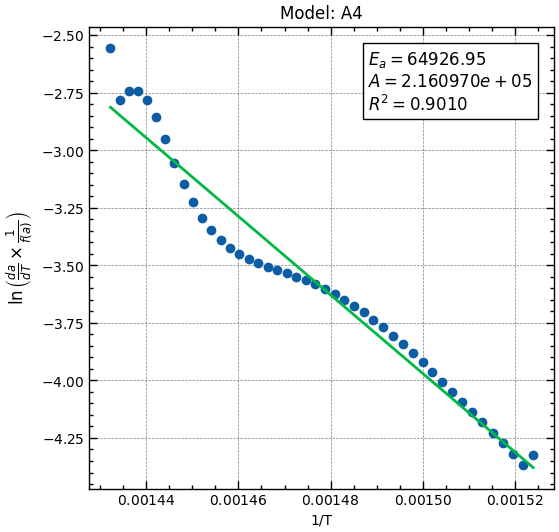 Model: A4
E_a = 64926.95
A = 2.160970e + 05
R² = 0.9010
−2.50
−2.75
−3.00
−3.25
−3.50
−3.75
−4.00
−4.25
ln(da/dT × 1/f(a))
0.00144 0.00146 0.00148 0.00150 0.00152
1/T